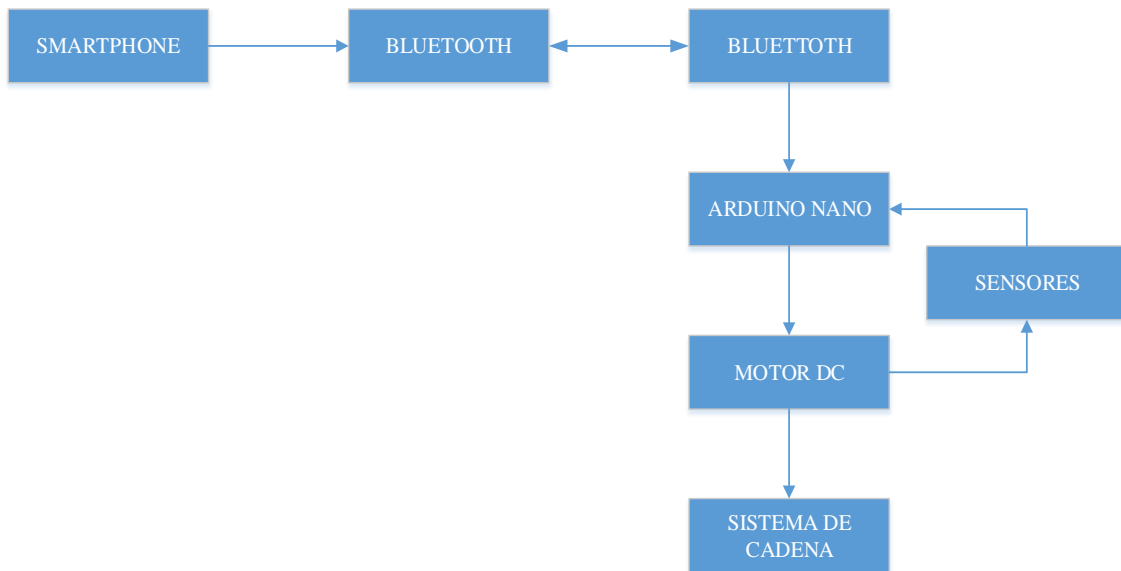 SMARTPHONE
BLUETOOTH
BLUETTOTH
ARDUINO NANO
SENSORES
MOTOR DC
SISTEMA DE
CADENA